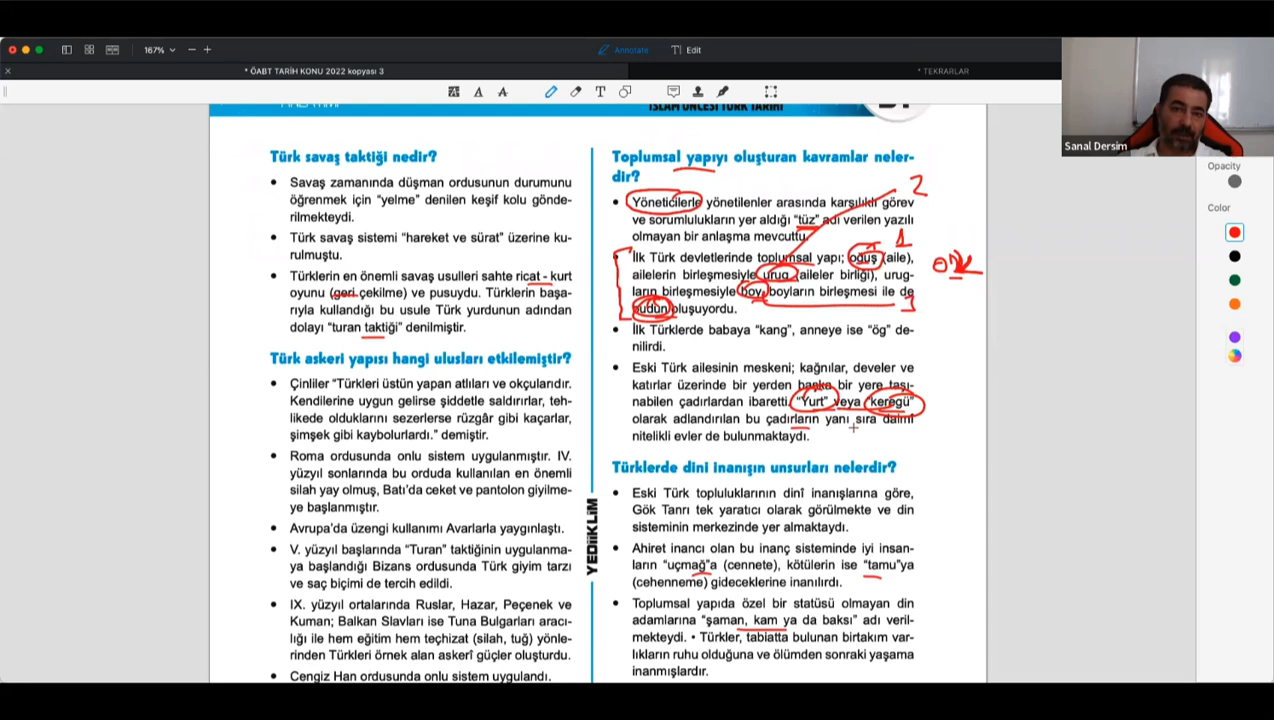 167%
Annotate
Edit
* ÖABT TARİH KONU 2022 kopyası 3
* TEKRARLAR
Sanal Dersim
Opacity
Color
İSLAM ÖNCESİ TÜRK TARİHİ
Türk savaş taktiği nedir?
• Savaş zamanında düşman ordusunun durumunu
öğrenmek için “yelme” denilen keşif kolu gönde-
rilmekteydi.
• Türk savaş sistemi “hareket ve sürat” üzerine ku-
rulmuştu.
• Türklerin en önemli savaş usulleri sahte ricat - kurt
oyunu (geri çekilme) ve pusuydu. Türklerin başa-
rıyla kullandığı bu usule Türk yurdunun adından
dolayı “turan taktiği” denilmiştir.
Türk askeri yapısı hangi ulusları etkilemiştir?
• Çinliler “Türkleri üstün yapan atlıları ve okçularıdır.
Kendilerine uygun gelirse şiddetle saldırırlar, teh-
likede olduklarını sezerlerse rüzgâr gibi kaçarlar,
şimşek gibi kaybolurlardı.” demiştir.
• Roma ordusunda onlu sistem uygulanmıştır. IV.
yüzyıl sonlarında bu orduda kullanılan en önemli
silah yay olmuş, Batı’da ceket ve pantolon giyilme-
ye başlanmıştır.
• Avrupa’da üzengi kullanımı Avarlarla yaygınlaştı.
• V. yüzyıl başlarında “Turan” taktiğinin uygulanma-
ya başlandığı Bizans ordusunda Türk giyim tarzı
ve saç biçimi de tercih edildi.
• IX. yüzyıl ortalarında Ruslar, Hazar, Peçenek ve
Kuman; Balkan Slavları ise Tuna Bulgarları aracı-
lığı ile hem eğitim hem teçhizat (silah, tuğ) yönle-
rinden Türkleri örnek alan askerî güçler oluşturdu.
• Cengiz Han ordusunda onlu sistem uygulandı.
YEDİİKLİM
Toplumsal yapıyı oluşturan kavramlar neler-
dir?
• Yöneticilerle yönetilenler arasında karşılıklı görev
ve sorumlulukların yer aldığı “tüz” adı verilen yazılı
olmayan bir anlaşma mevcuttu.
• İlk Türk devletlerinde toplumsal yapı; oğuş (aile),
ailelerin birleşmesiyle urug (aileler birliği), urug-
ların birleşmesiyle boy, boyların birleşmesi ile de
budun oluşuyordu.
• İlk Türklerde babaya “kang”, anneye ise “ög” de-
nilirdi.
• Eski Türk ailesinin meskeni; kağnılar, develer ve
katırlar üzerinde bir yerden başka bir yere taşı-
nabilen çadırlardan ibaretti. “Yurt” veya “keregü”
olarak adlandırılan bu çadırların yanı sıra daimî
nitelikli evler de bulunmaktaydı.
Türklerde dini inanışın unsurları nelerdir?
• Eski Türk topluluklarının dinî inanışlarına göre,
Gök Tanrı tek yaratıcı olarak görülmekte ve din
sisteminin merkezinde yer almaktaydı.
• Ahiret inancı olan bu inanç sisteminde iyi insan-
ların “uçmağ”a (cennete), kötülerin ise “tamu”ya
(cehenneme) gideceklerine inanılırdı.
• Toplumsal yapıda özel bir statüsü olmayan din
adamlarına “şaman, kam ya da baksı” adı veril-
mekteydi. • Türkler, tabiatta bulunan birtakım var-
lıkların ruhu olduğuna ve ölümden sonraki yaşama
inanmışlardır.
2
1
3